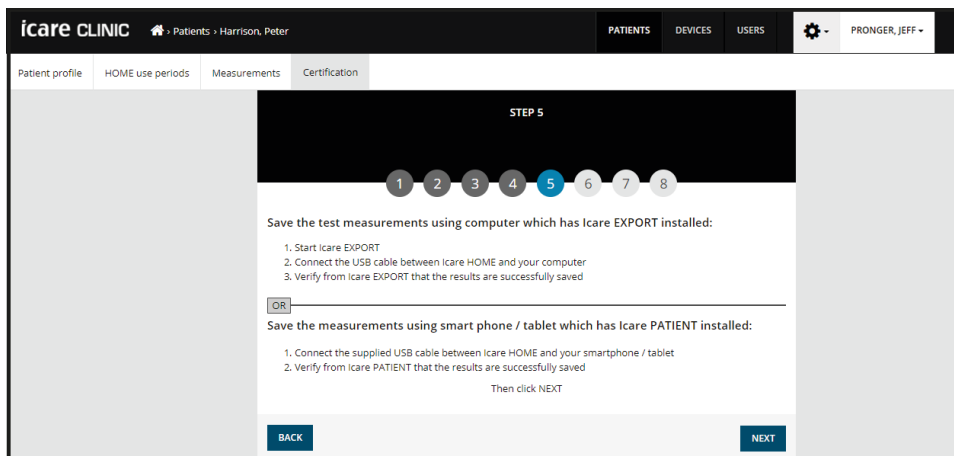 icare CLINIC
› Patients › Harrison, Peter
PATIENTS
DEVICES
USERS
PRONGER, JEFF
Patient profile
HOME use periods
Measurements
Certification
STEP 5
1 2 3 4 5 6 7 8
Save the test measurements using computer which has Icare EXPORT installed:
1. Start Icare EXPORT
2. Connect the USB cable between Icare HOME and your computer
3. Verify from Icare EXPORT that the results are successfully saved
OR
Save the measurements using smart phone / tablet which has Icare PATIENT installed:
1. Connect the supplied USB cable between Icare HOME and your smartphone / tablet
2. Verify from Icare PATIENT that the results are successfully saved
Then click NEXT
BACK
NEXT